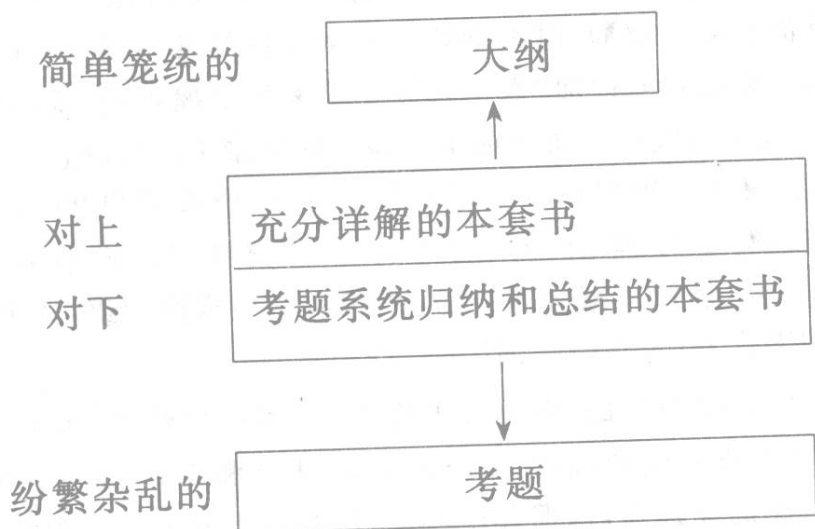 简单笼统的 大纲
对上 充分详解的本套书
对下 考题系统归纳和总结的本套书
纷繁杂乱的 考题